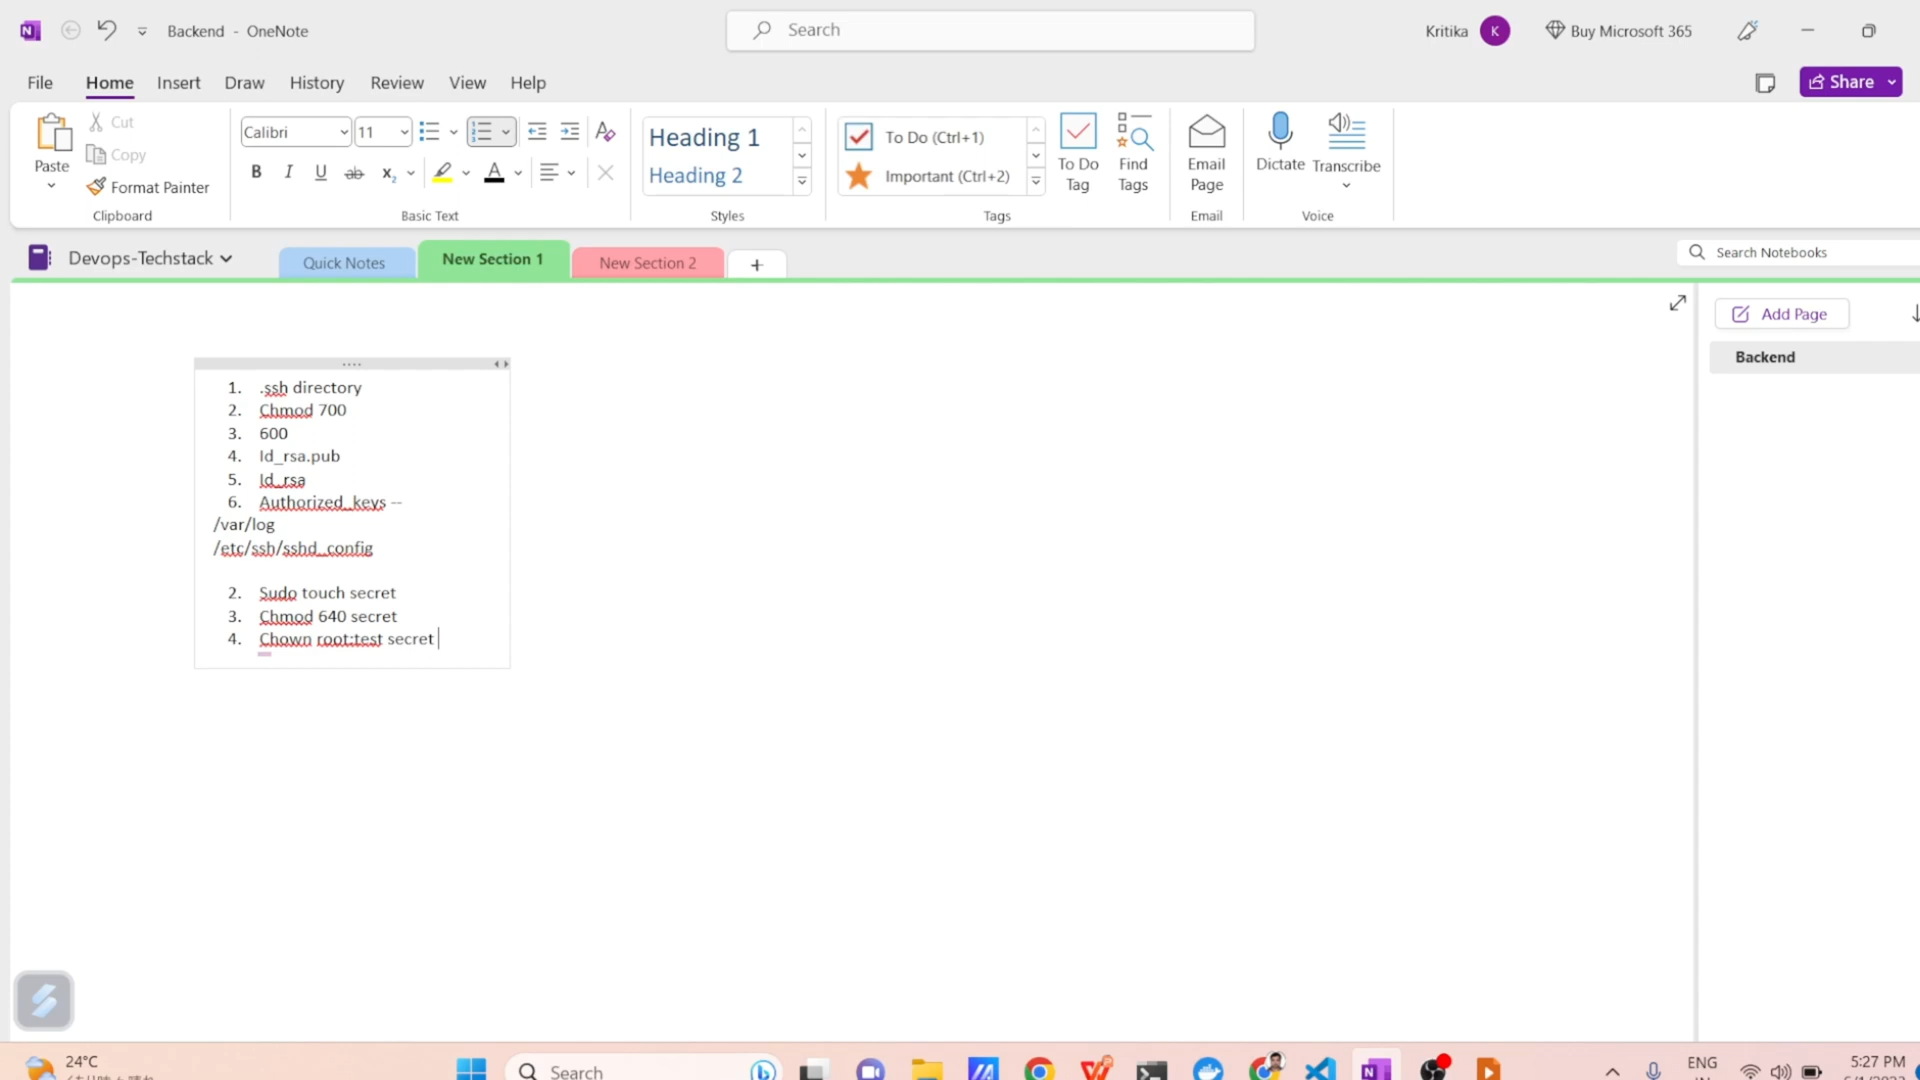 Backend - OneNote
Search
Kritika
K
Buy Microsoft 365
File
Home
Insert
Draw
History
Review
View
Help
Share
Paste
Cut
Copy
Format Painter
Clipboard
Calibri
11
B I U ab x₂ A
Basic Text
Heading 1
Heading 2
Styles
To Do (Ctrl+1)
Important (Ctrl+2)
To Do Tag
Find Tags
Tags
Email Page
Email
Dictate
Transcribe
Voice
Devops-Techstack
Quick Notes
New Section 1
New Section 2
+
Search Notebooks
Add Page
Backend
1. .ssh directory
2. Chmod 700
3. 600
4. Id_rsa.pub
5. Id_rsa
6. Authorized_keys --
/var/log
/etc/ssh/sshd_config
2. Sudo touch secret
3. Chmod 640 secret
4. Chown root:test secret
24°C
Search
ENG
5:27 PM